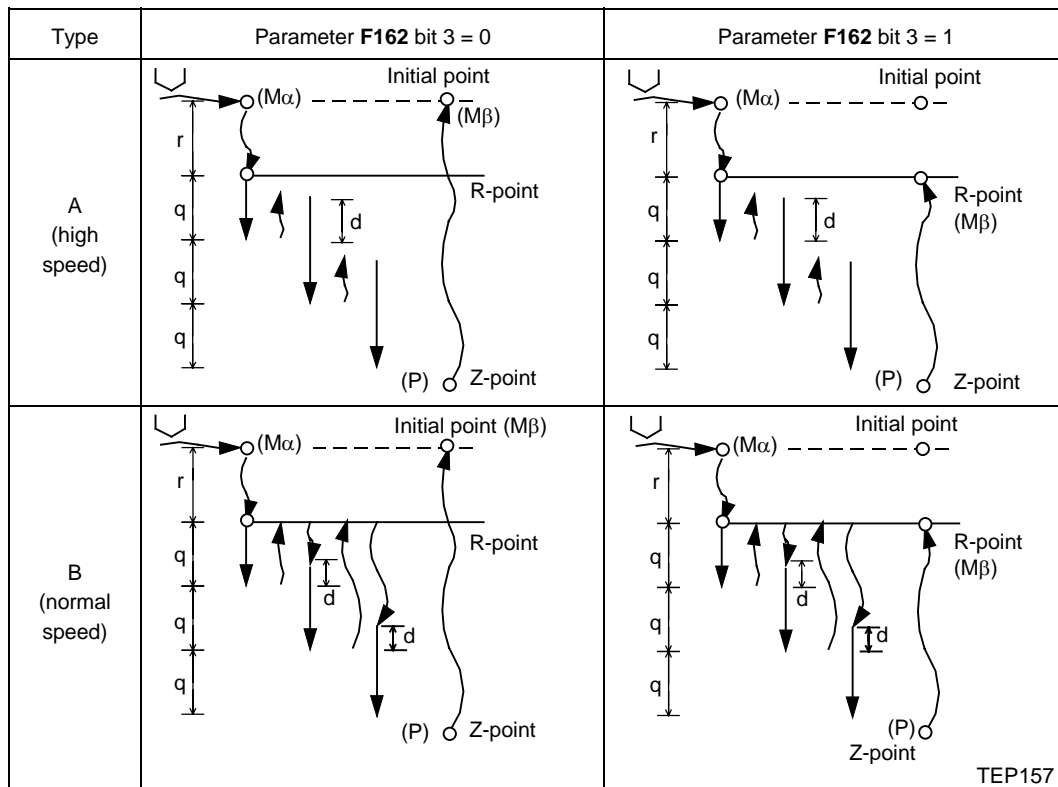 Type
Parameter F162 bit 3 = 0
Parameter F162 bit 3 = 1
A
(high
speed)
Initial point
(Mα)
(Mβ)
r
R-point
q
d
q
q
(P)
Z-point
Initial point
(Mα)
r
R-point
(Mβ)
q
d
q
q
(P)
Z-point
B
(normal
speed)
Initial point (Mβ)
(Mα)
r
R-point
q
d
q
d
q
(P)
Z-point
Initial point
(Mα)
r
R-point
(Mβ)
q
d
q
d
q
(P)
Z-point
TEP157